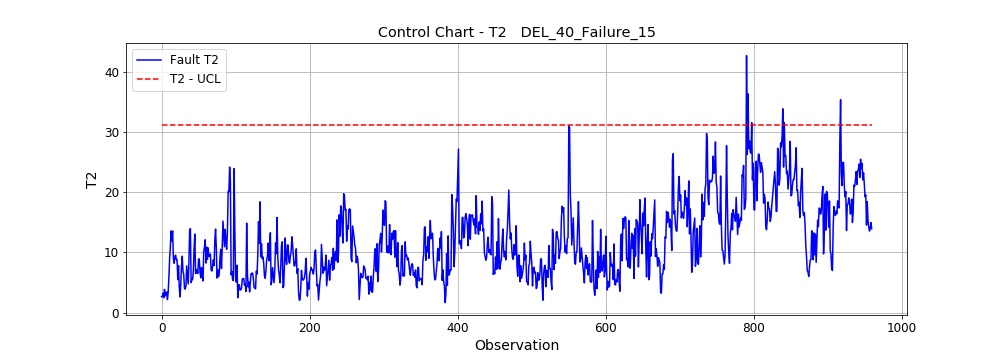 Control Chart - T2   DEL_40_Failure_15
Fault T2
T2 - UCL
40
30
20
10
0
T2
0 200 400 600 800 1000
Observation